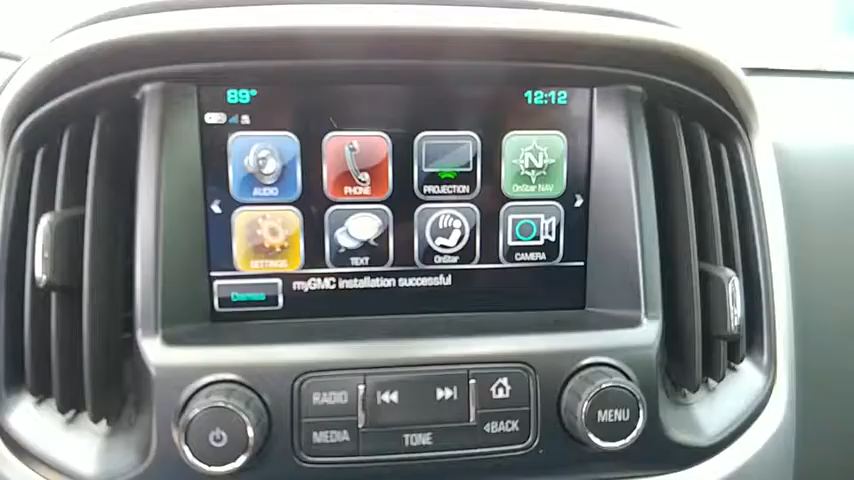 89° 12:12
AUDIO PHONE PROJECTION N OnStar NAV
SETTINGS TEXT OnStar CAMERA
Dismiss myGMC installation successful
RADIO
MEDIA TONE BACK
MENU